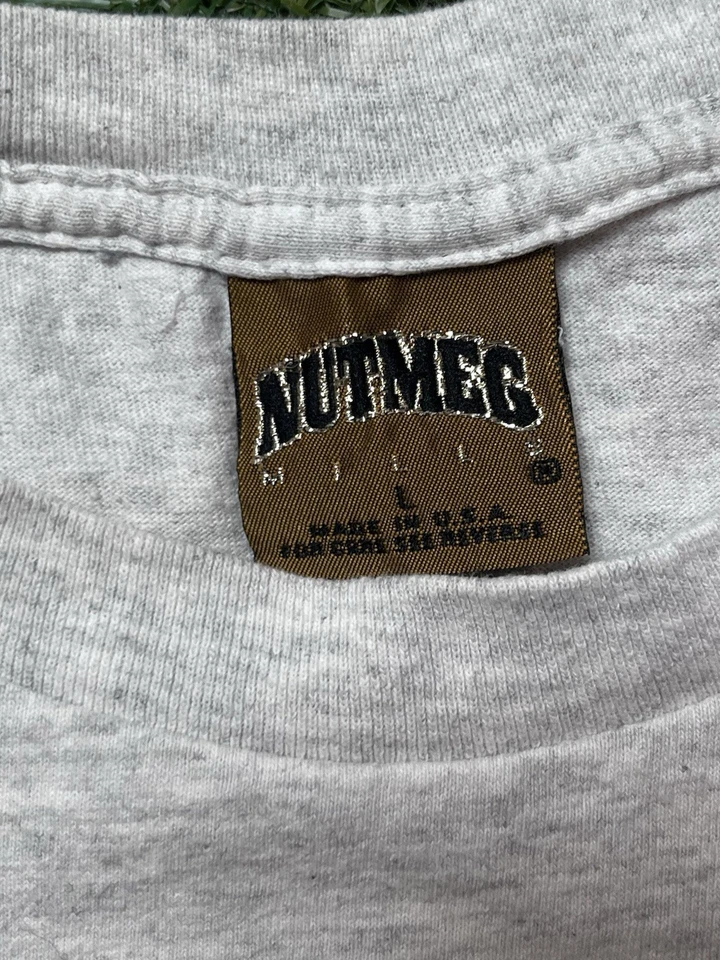 NUTMEG
MILLS
®
L
MADE IN U.S.A.
FOR CARE SEE REVERSE